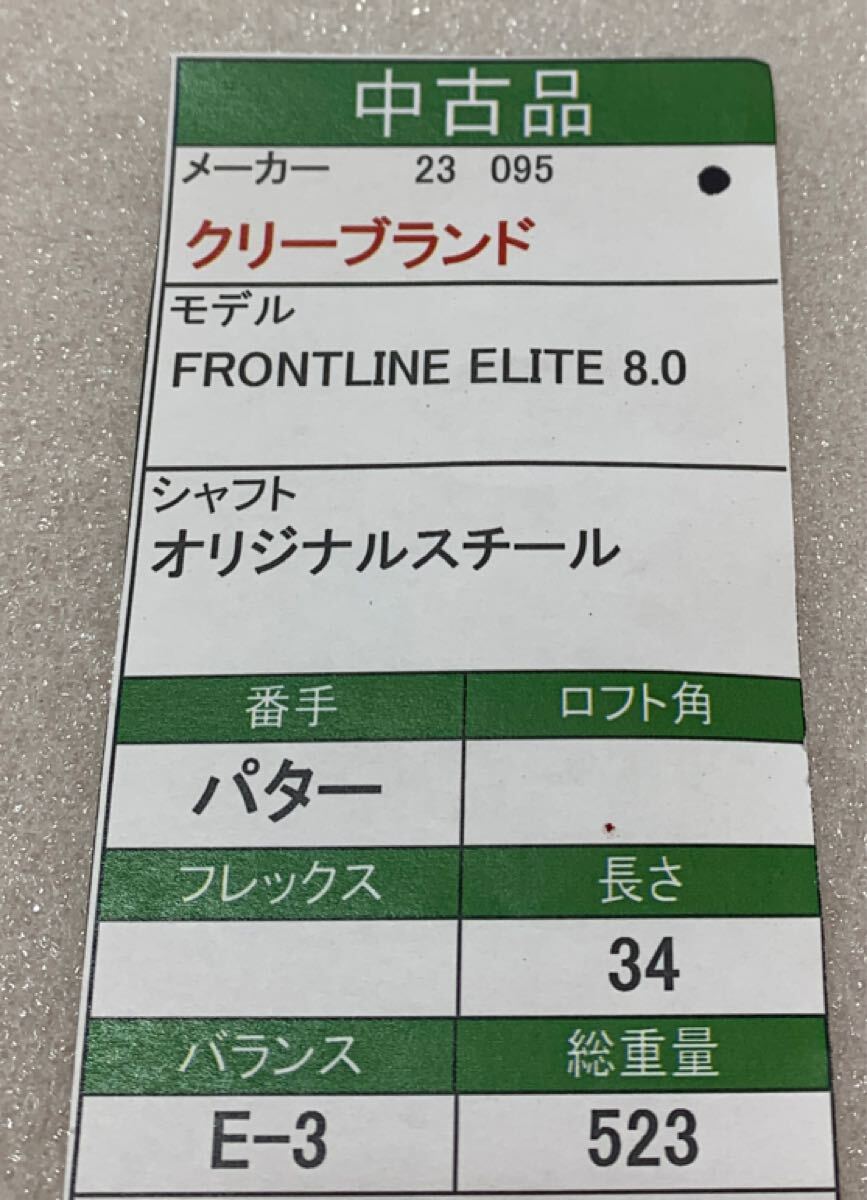 中古品
メーカー 23 095
クリーブランド
モデル
FRONTLINE ELITE 8.0
シャフト
オリジナルスチール
番手 ロフト角
パター
フレックス 長さ
34
バランス 総重量
E-3 523